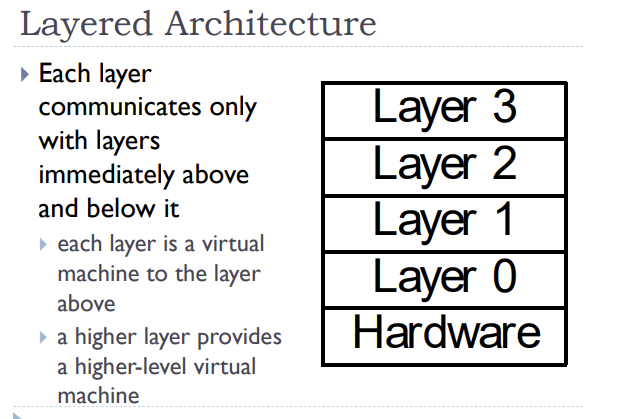 Layered Architecture
Each layer
communicates only
with layers
immediately above
and below it
each layer is a virtual
machine to the layer
above
a higher layer provides
a higher-level virtual
machine
Layer 3
Layer 2
Layer 1
Layer 0
Hardware